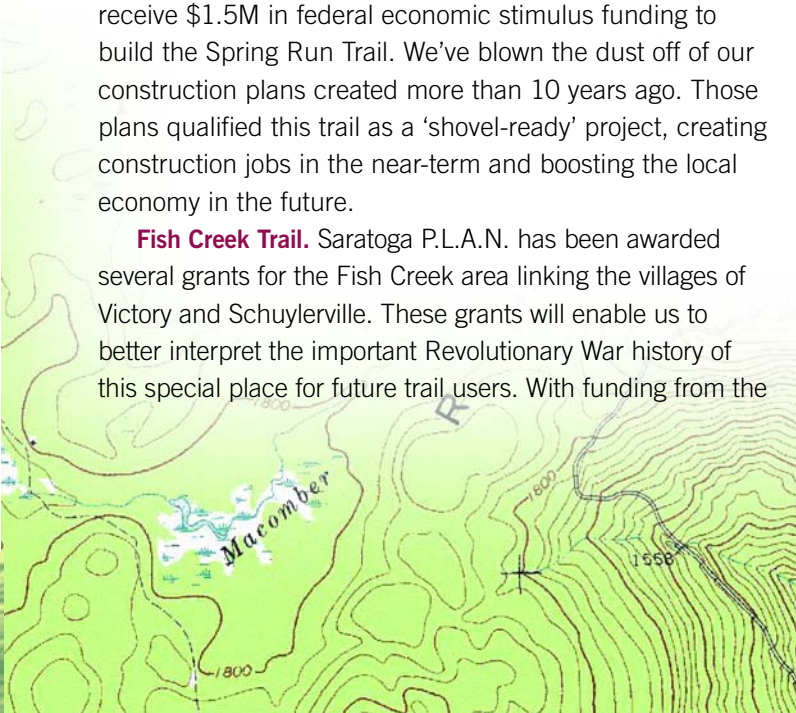 receive $1.5M in federal economic stimulus funding to
build the Spring Run Trail. We’ve blown the dust off of our
construction plans created more than 10 years ago. Those
plans qualified this trail as a ‘shovel-ready’ project, creating
construction jobs in the near-term and boosting the local
economy in the future.
Fish Creek Trail. Saratoga P.L.A.N. has been awarded
several grants for the Fish Creek area linking the villages of
Victory and Schuylerville. These grants will enable us to
better interpret the important Revolutionary War history of
this special place for future trail users. With funding from the
1800
R
1800
Macomber
1558
1800